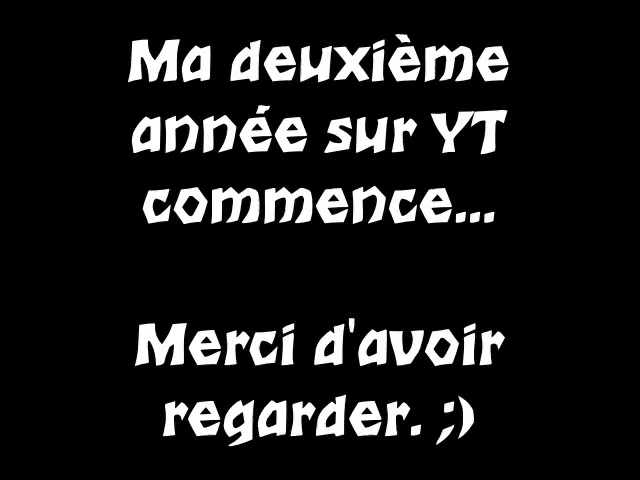 Ma deuxième
année sur YT
commence...
Merci d'avoir
regarder. ;)